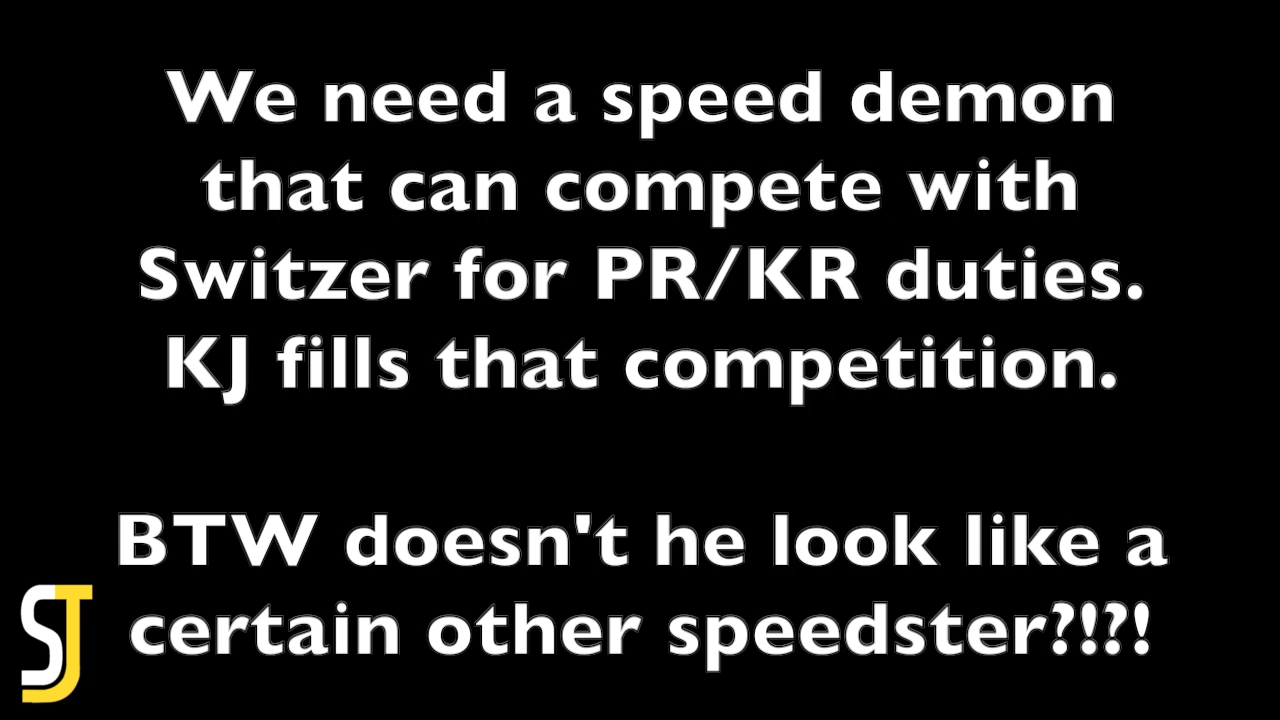 We need a speed demon
that can compete with
Switzer for PR/KR duties.
KJ fills that competition.
BTW doesn't he look like a
certain other speedster?!?!
SJ